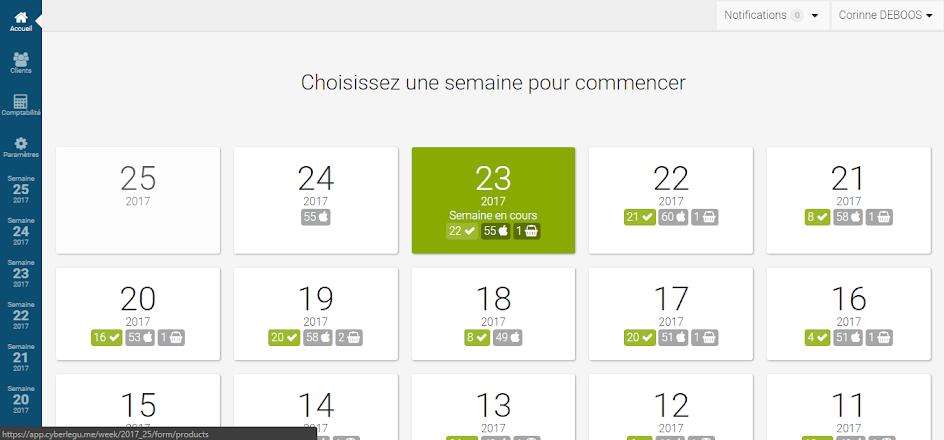 Notifications 0
Corinne DEBOOS
Accueil
Clients
Comptabilité
Paramètres
Semaine
25
2017
Semaine
24
2017
Semaine
23
2017
Semaine
22
2017
Semaine
21
2017
Semaine
20
2017
Choisissez une semaine pour commencer
25
2017
24
2017
55
23
2017
Semaine en cours
22 55 1
22
2017
21 60 1
21
2017
8 58 1
20
2017
16 53 1
19
2017
20 58 2
18
2017
8 49
17
2017
20 51 1
16
2017
4 51 1
15
14
2017
13
2017
12
2017
11
2017
https://app.cyberlegu.me/week/2017_25/form/products